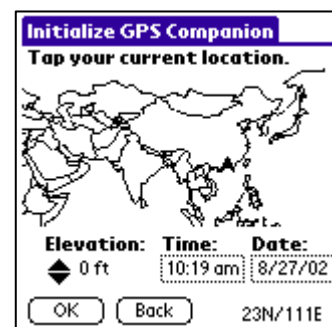 Initialize GPS Companion
Tap your current location.
Elevation: Time: Date:
0 ft 10:19 am 8/27/02
OK Back 23N/111E